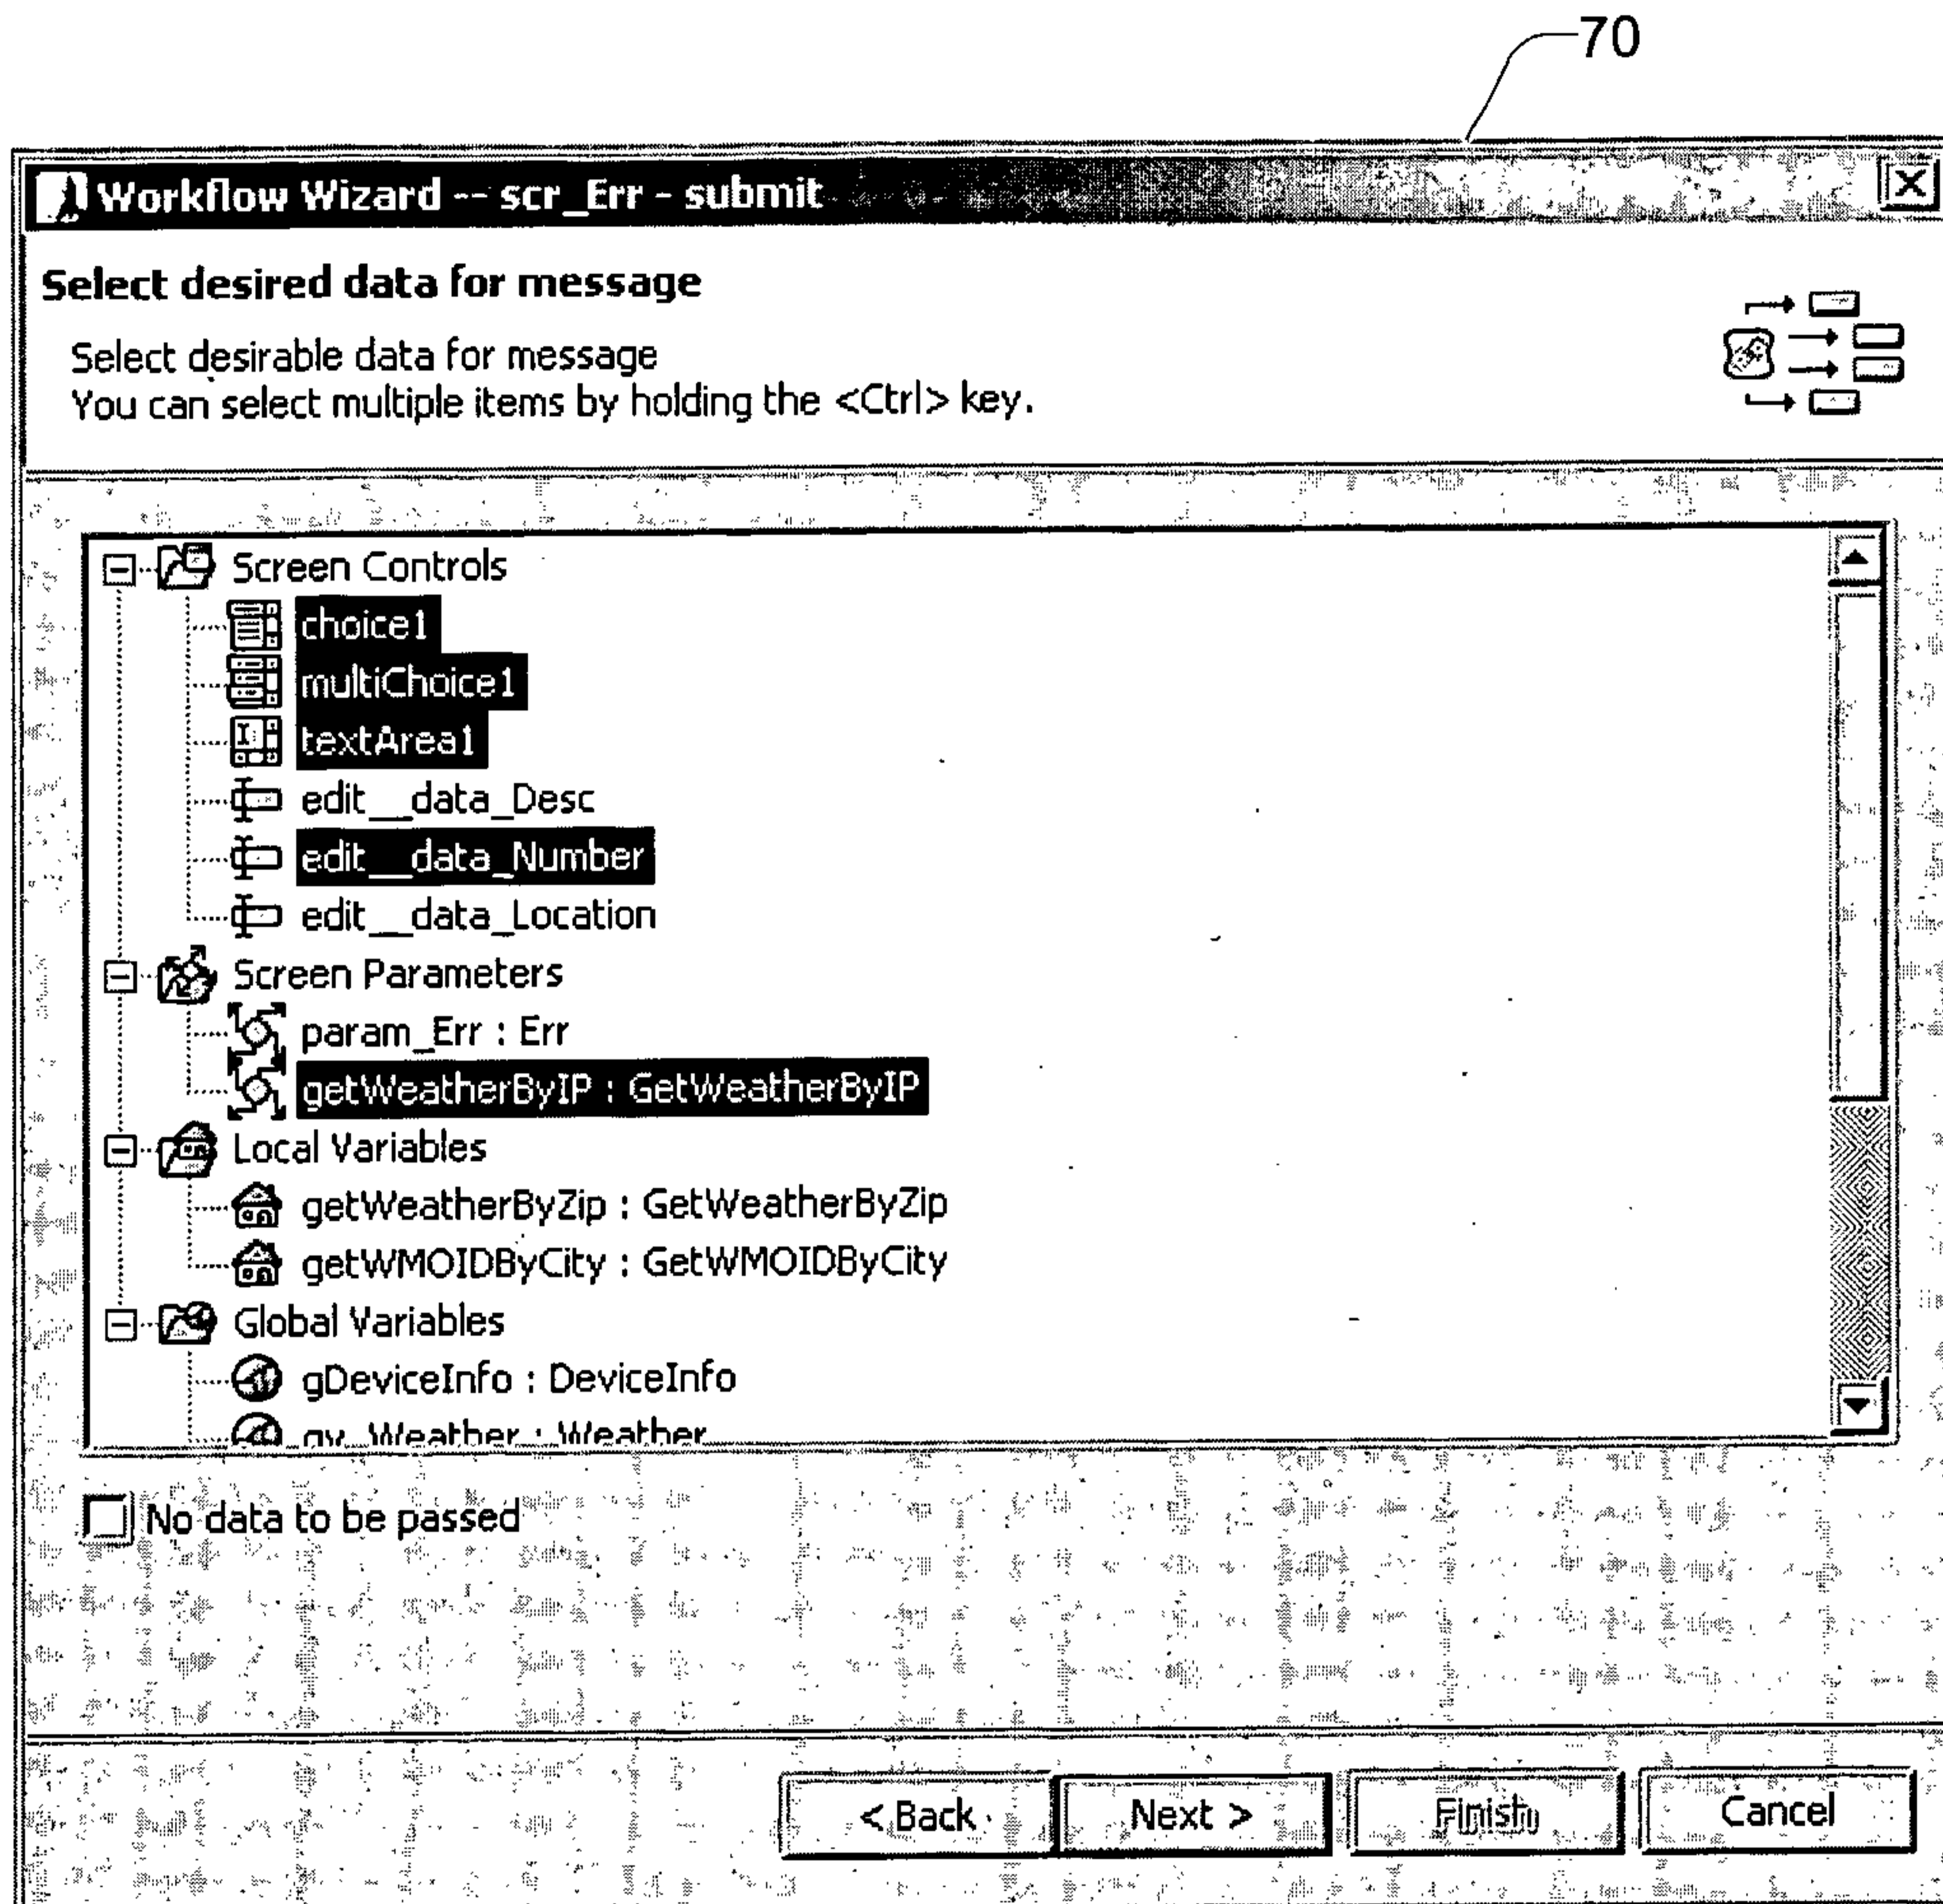 70
Workflow Wizard -- scr_Err - submit
Select desired data for message
Select desirable data for message
You can select multiple items by holding the <Ctrl> key.
Screen Controls
choice1
multiChoice1
textArea1
edit__data_Desc
edit__data_Number
edit__data_Location
Screen Parameters
param_Err : Err
getWeatherByIP : GetWeatherByIP
Local Variables
getWeatherByZip : GetWeatherByZip
getWMOIDByCity : GetWMOIDByCity
Global Variables
gDeviceInfo : DeviceInfo
gv_Weather : Weather
No data to be passed
< Back Next > Finish Cancel